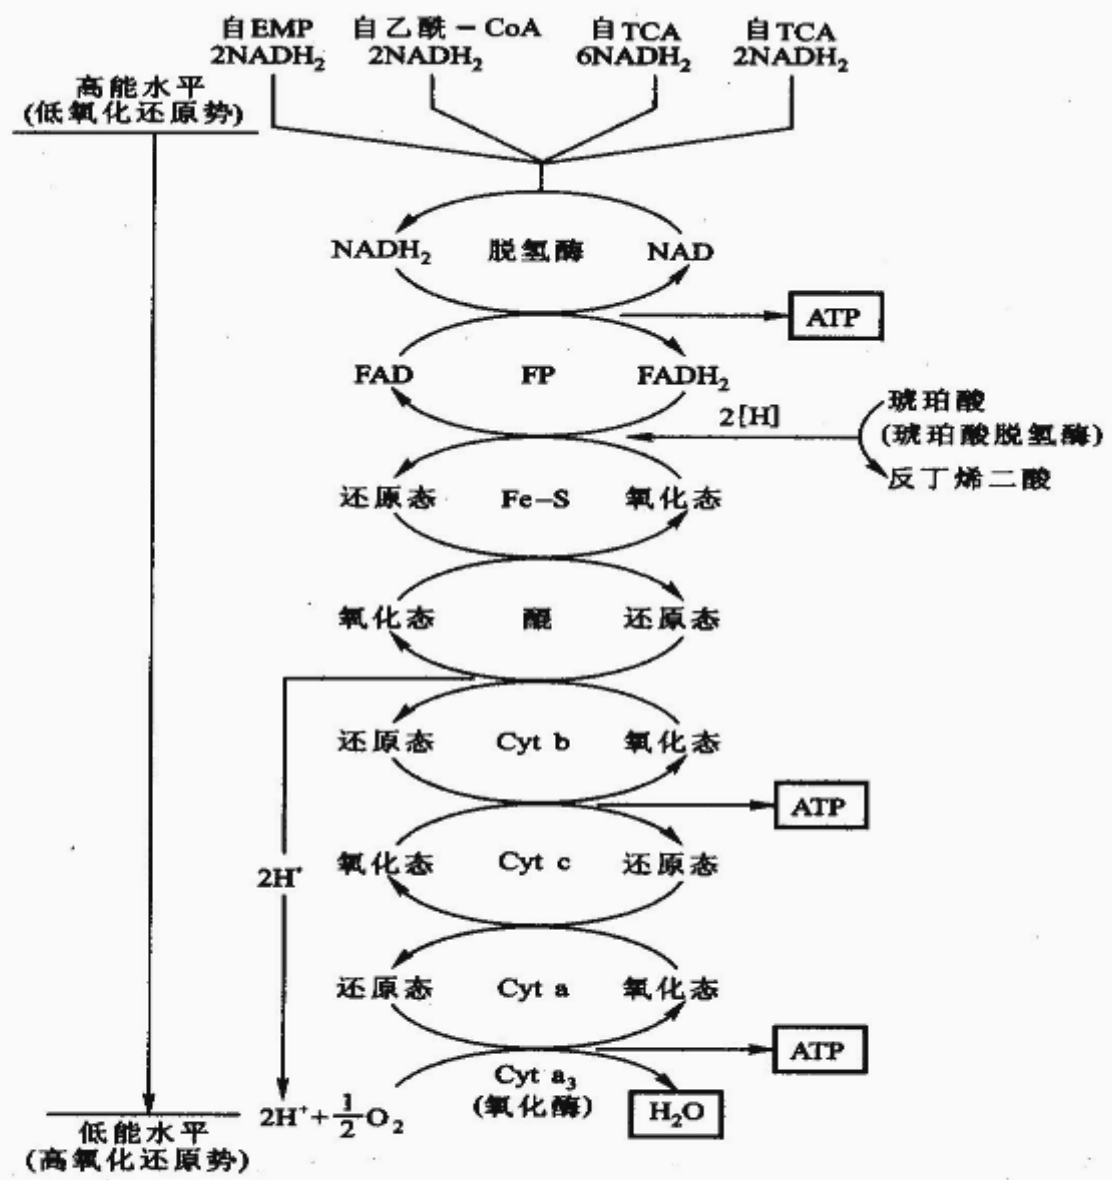 自EMP
2NADH₂
自乙酰-CoA
2NADH₂
自TCA
6NADH₂
自TCA
2NADH₂
高能水平
(低氧化还原势)
NADH₂ 脱氢酶 NAD
ATP
FAD FP FADH₂
2[H]
琥珀酸
(琥珀酸脱氢酶)
反丁烯二酸
还原态 Fe-S 氧化态
氧化态 醌 还原态
还原态 Cyt b 氧化态
ATP
氧化态 Cyt c 还原态
2H⁺
还原态 Cyt a 氧化态
ATP
Cyt a₃
(氧化酶)
H₂O
2H⁺+1/2O₂
低能水平
(高氧化还原势)